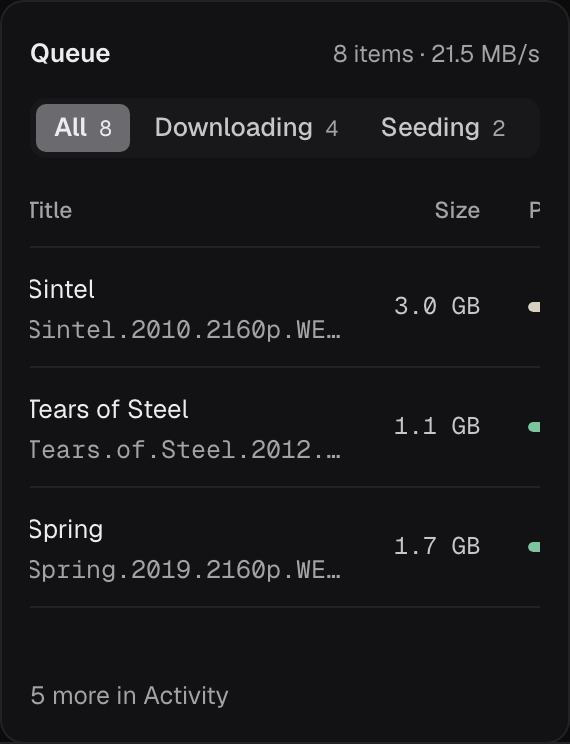 Queue
8 items · 21.5 MB/s
All 8 Downloading 4 Seeding 2
Title Size P
Sintel
3.0 GB
Sintel.2010.2160p.WE…
Tears of Steel
1.1 GB
Tears.of.Steel.2012.…
Spring
1.7 GB
Spring.2019.2160p.WE…
5 more in Activity